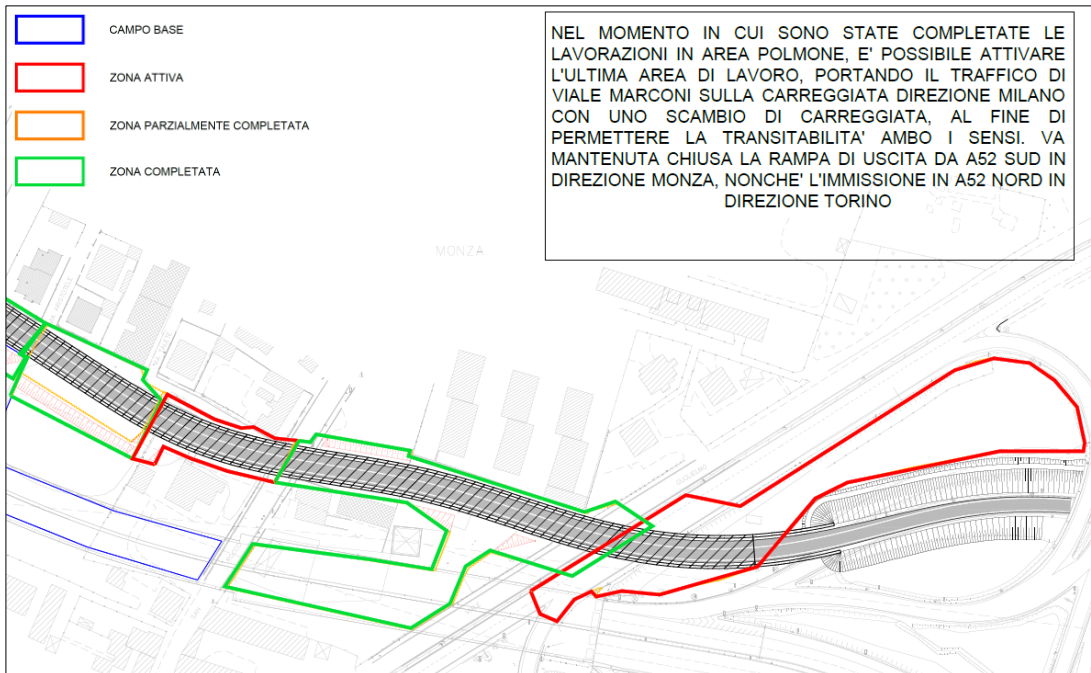 CAMPO BASE
ZONA ATTIVA
ZONA PARZIALMENTE COMPLETATA
ZONA COMPLETATA
NEL MOMENTO IN CUI SONO STATE COMPLETATE LE
LAVORAZIONI IN AREA POLMONE, E' POSSIBILE ATTIVARE
L'ULTIMA AREA DI LAVORO, PORTANDO IL TRAFFICO DI
VIALE MARCONI SULLA CARREGGIATA DIREZIONE MILANO
CON UNO SCAMBIO DI CARREGGIATA, AL FINE DI
PERMETTERE LA TRANSITABILITA' AMBO I SENSI. VA
MANTENUTA CHIUSA LA RAMPA DI USCITA DA A52 SUD IN
DIREZIONE MONZA, NONCHE' L'IMMISSIONE IN A52 NORD IN
DIREZIONE TORINO
MONZA